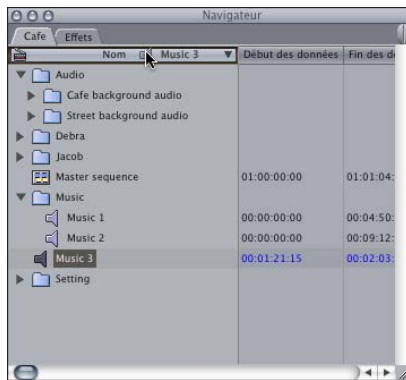 Navigateur
Cafe Effets
Nom Music 3 Début des données Fin des d
Audio
Cafe background audio
Street background audio
Debra
Jacob
Master sequence 01:00:00:00 01:01:04:
Music
Music 1 00:00:00:00 00:04:50:
Music 2 00:00:00:00 00:09:12:
Music 3 00:01:21:15 00:02:03:
Setting